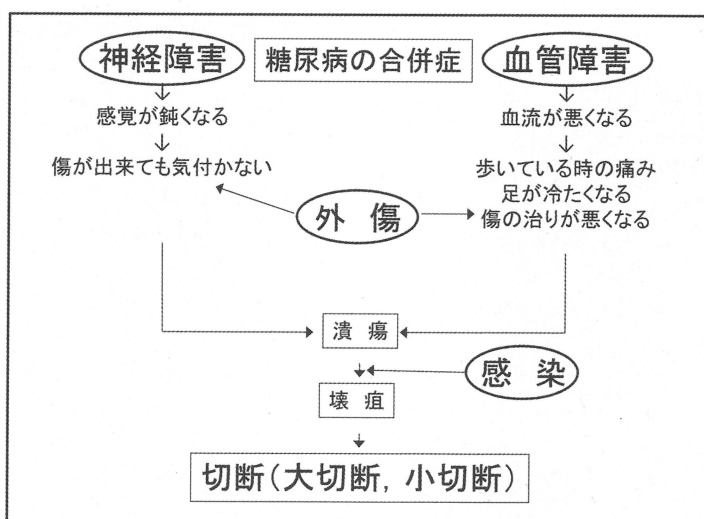 神経障害
糖尿病の合併症
血管障害
感覚が鈍くなる
血流が悪くなる
傷が出来ても気付かない
歩いている時の痛み
足が冷たくなる
傷の治りが悪くなる
外 傷
潰 瘍
感 染
壊 疽
切断(大切断, 小切断)